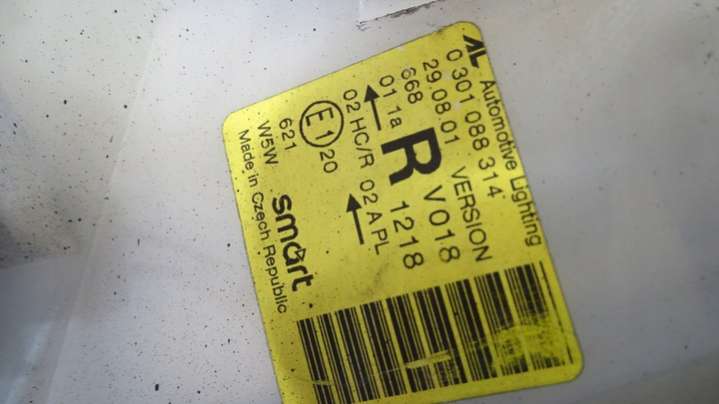 AL Automotive Lighting
0 301 088 314
29.08.01 VERSION
668 R V018
01 1a 1218
02 HC/R 02 A PL
E1 20
621
W5W smart
Made in Czech Republic